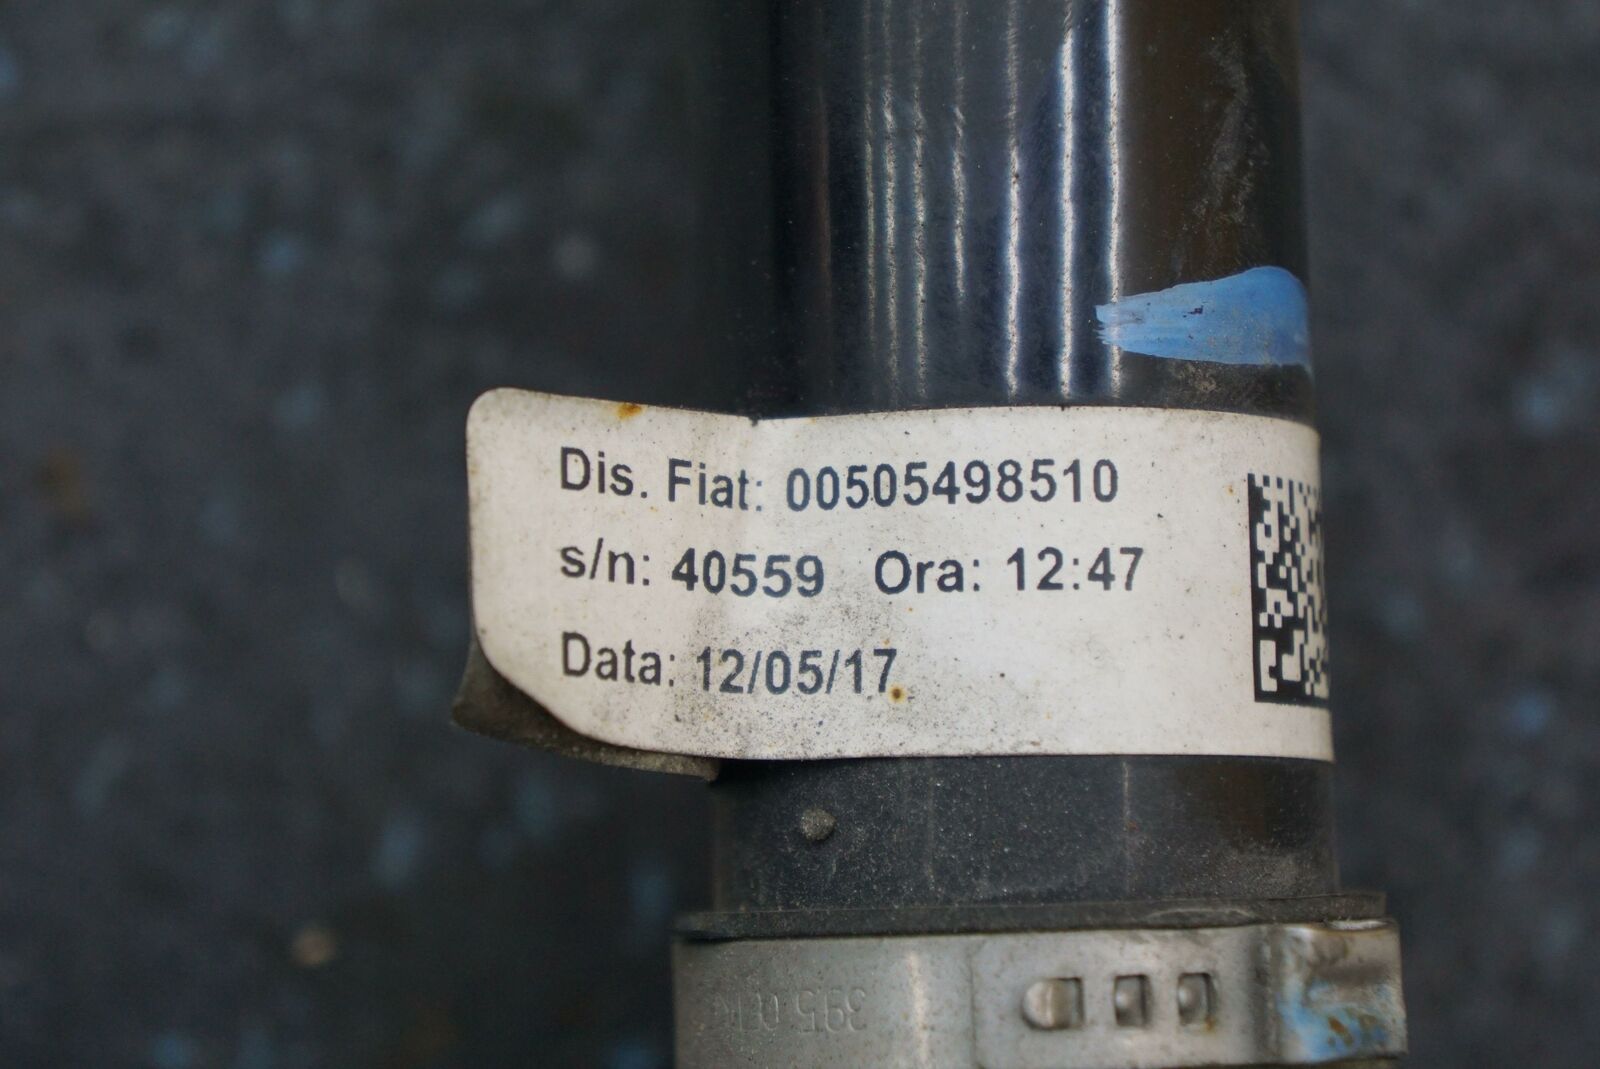 Dis. Fiat: 00505498510
s/n: 40559 Ora: 12:47
Data: 12/05/17